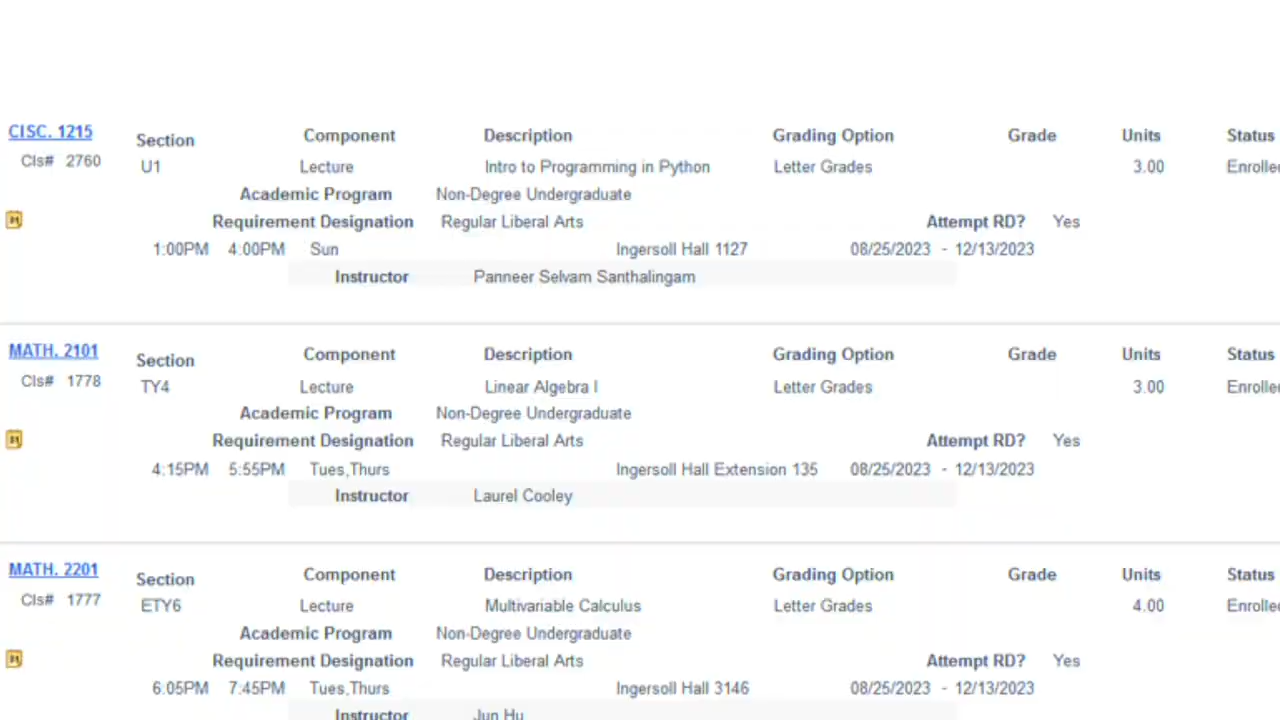 CISC. 1215 Section Component Description Grading Option Grade Units Status
Cls# 2760 U1 Lecture Intro to Programming in Python Letter Grades 3.00 Enrolle
Academic Program Non-Degree Undergraduate
Requirement Designation Regular Liberal Arts Attempt RD? Yes
1:00PM 4:00PM Sun Ingersoll Hall 1127 08/25/2023 - 12/13/2023
Instructor Panneer Selvam Santhalingam
MATH. 2101 Section Component Description Grading Option Grade Units Status
Cls# 1778 TY4 Lecture Linear Algebra I Letter Grades 3.00 Enrolle
Academic Program Non-Degree Undergraduate
Requirement Designation Regular Liberal Arts Attempt RD? Yes
4:15PM 5:55PM Tues,Thurs Ingersoll Hall Extension 135 08/25/2023 - 12/13/2023
Instructor Laurel Cooley
MATH. 2201 Section Component Description Grading Option Grade Units Status
Cls# 1777 ETY6 Lecture Multivariable Calculus Letter Grades 4.00 Enrolle
Academic Program Non-Degree Undergraduate
Requirement Designation Regular Liberal Arts Attempt RD? Yes
6:05PM 7:45PM Tues,Thurs Ingersoll Hall 3146 08/25/2023 - 12/13/2023
Instructor Jun Hu